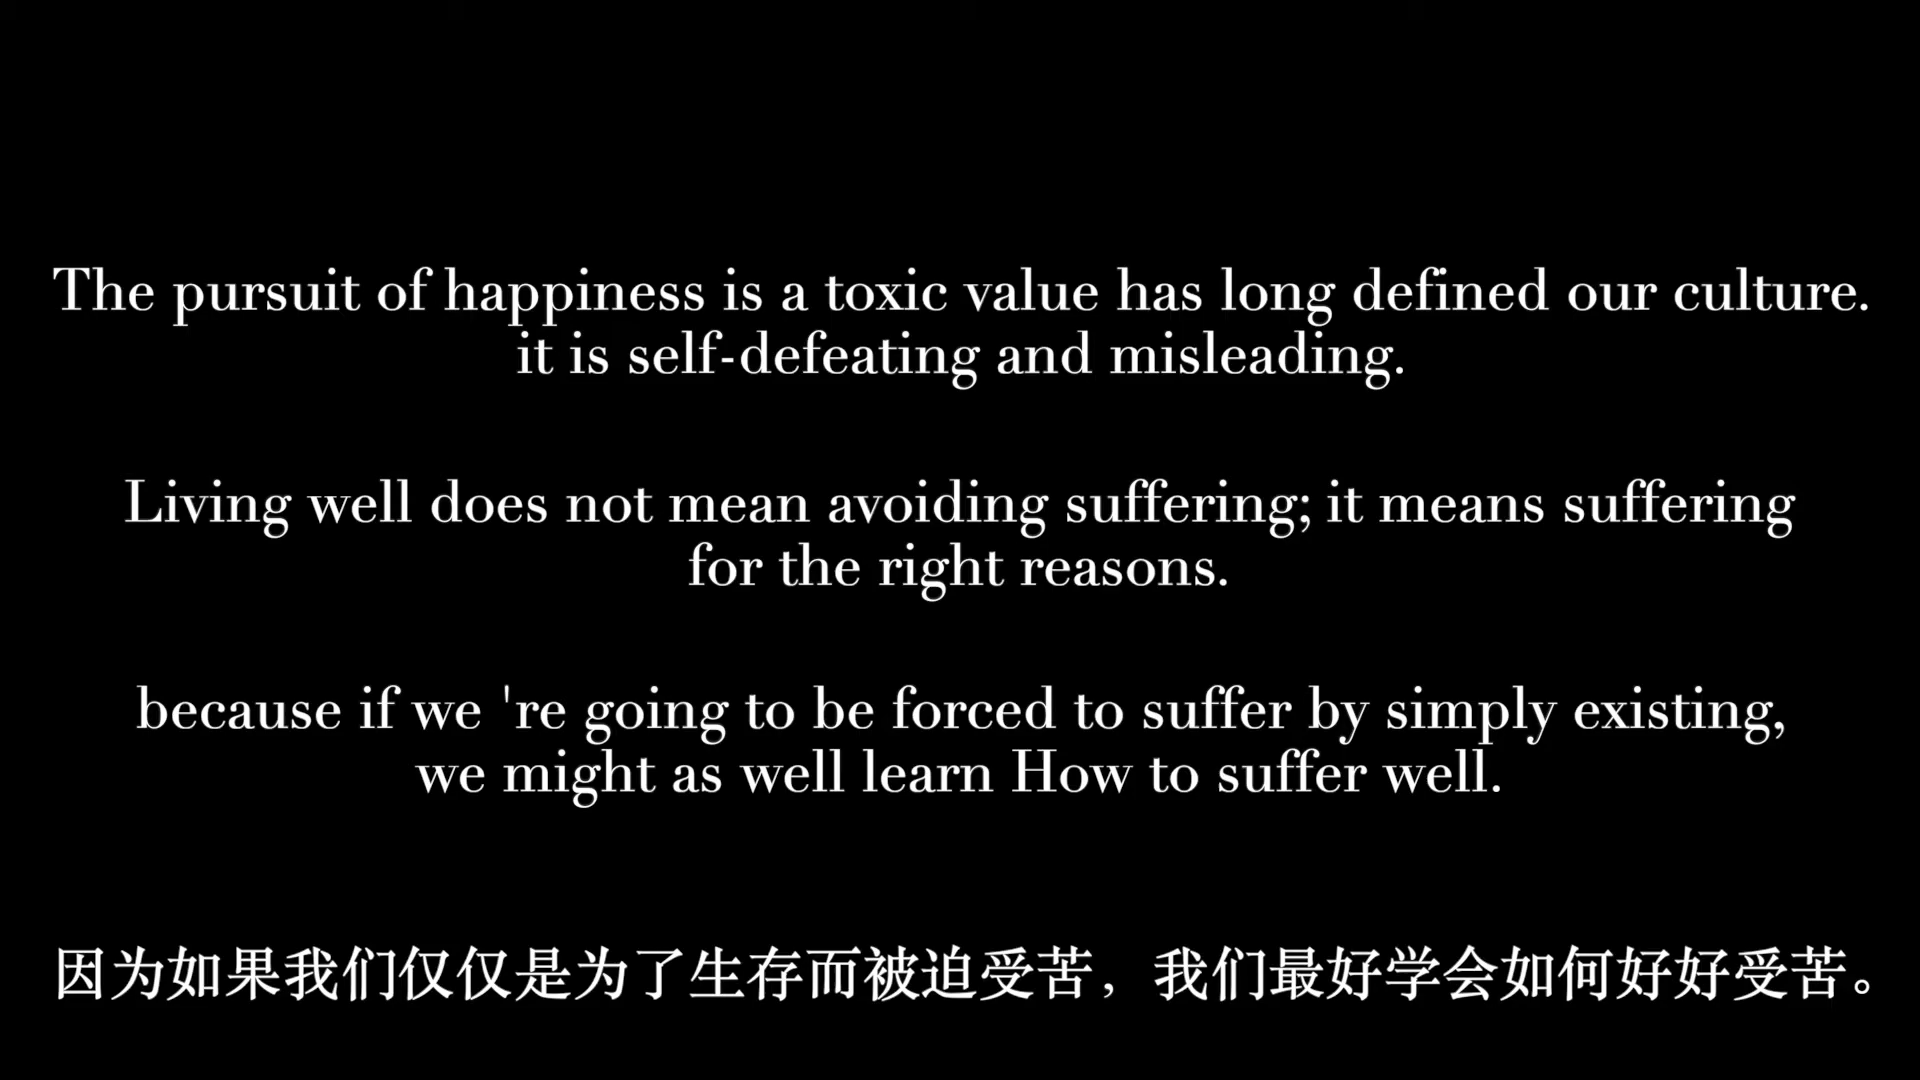 The pursuit of happiness is a toxic value has long defined our culture.
it is self-defeating and misleading.
Living well does not mean avoiding suffering; it means suffering
for the right reasons.
because if we 're going to be forced to suffer by simply existing,
we might as well learn How to suffer well.
因为如果我们仅仅是为了生存而被迫受苦，我们最好学会如何好好受苦。